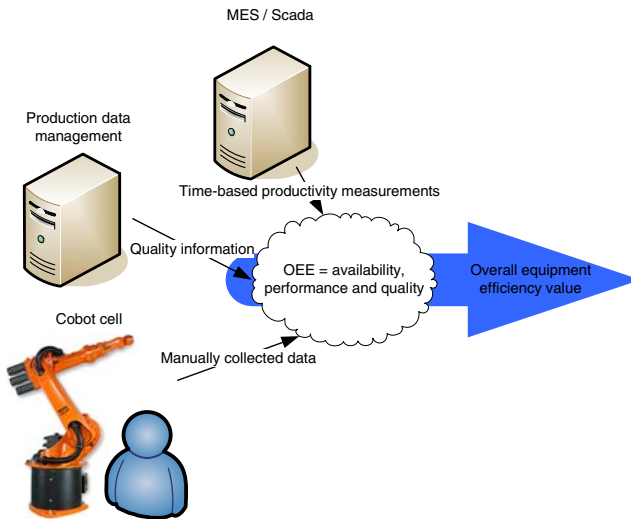 MES / Scada
Production data
management
Time-based productivity measurements
Quality information
OEE = availability,
performance and quality
Overall equipment
efficiency value
Cobot cell
Manually collected data